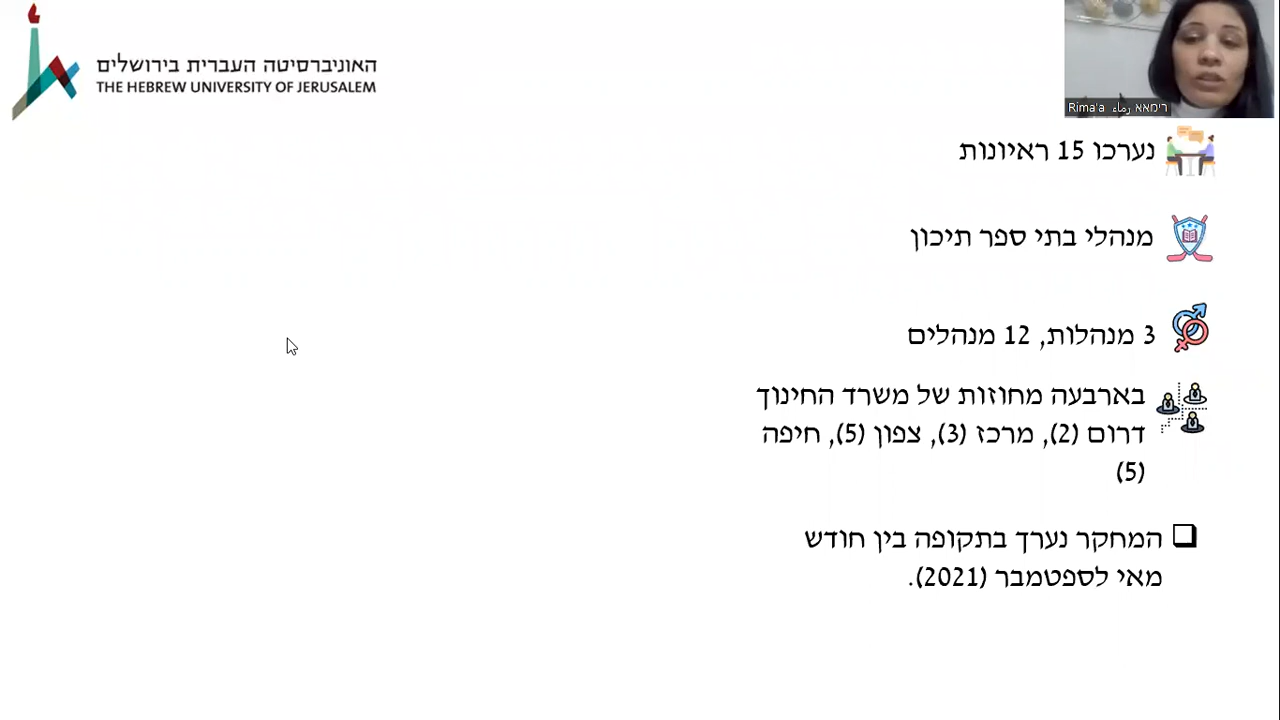 האוניברסיטה העברית בירושלים
THE HEBREW UNIVERSITY OF JERUSALEM
Rima'a רימאא رماء
נערכו 15 ראיונות
מנהלי בתי ספר תיכון
3 מנהלות, 12 מנהלים
בארבעה מחוזות של משרד החינוך
דרום (2), מרכז (3), צפון (5), חיפה
(5)
המחקר נערך בתקופה בין חודש
מאי לספטמבר (2021).